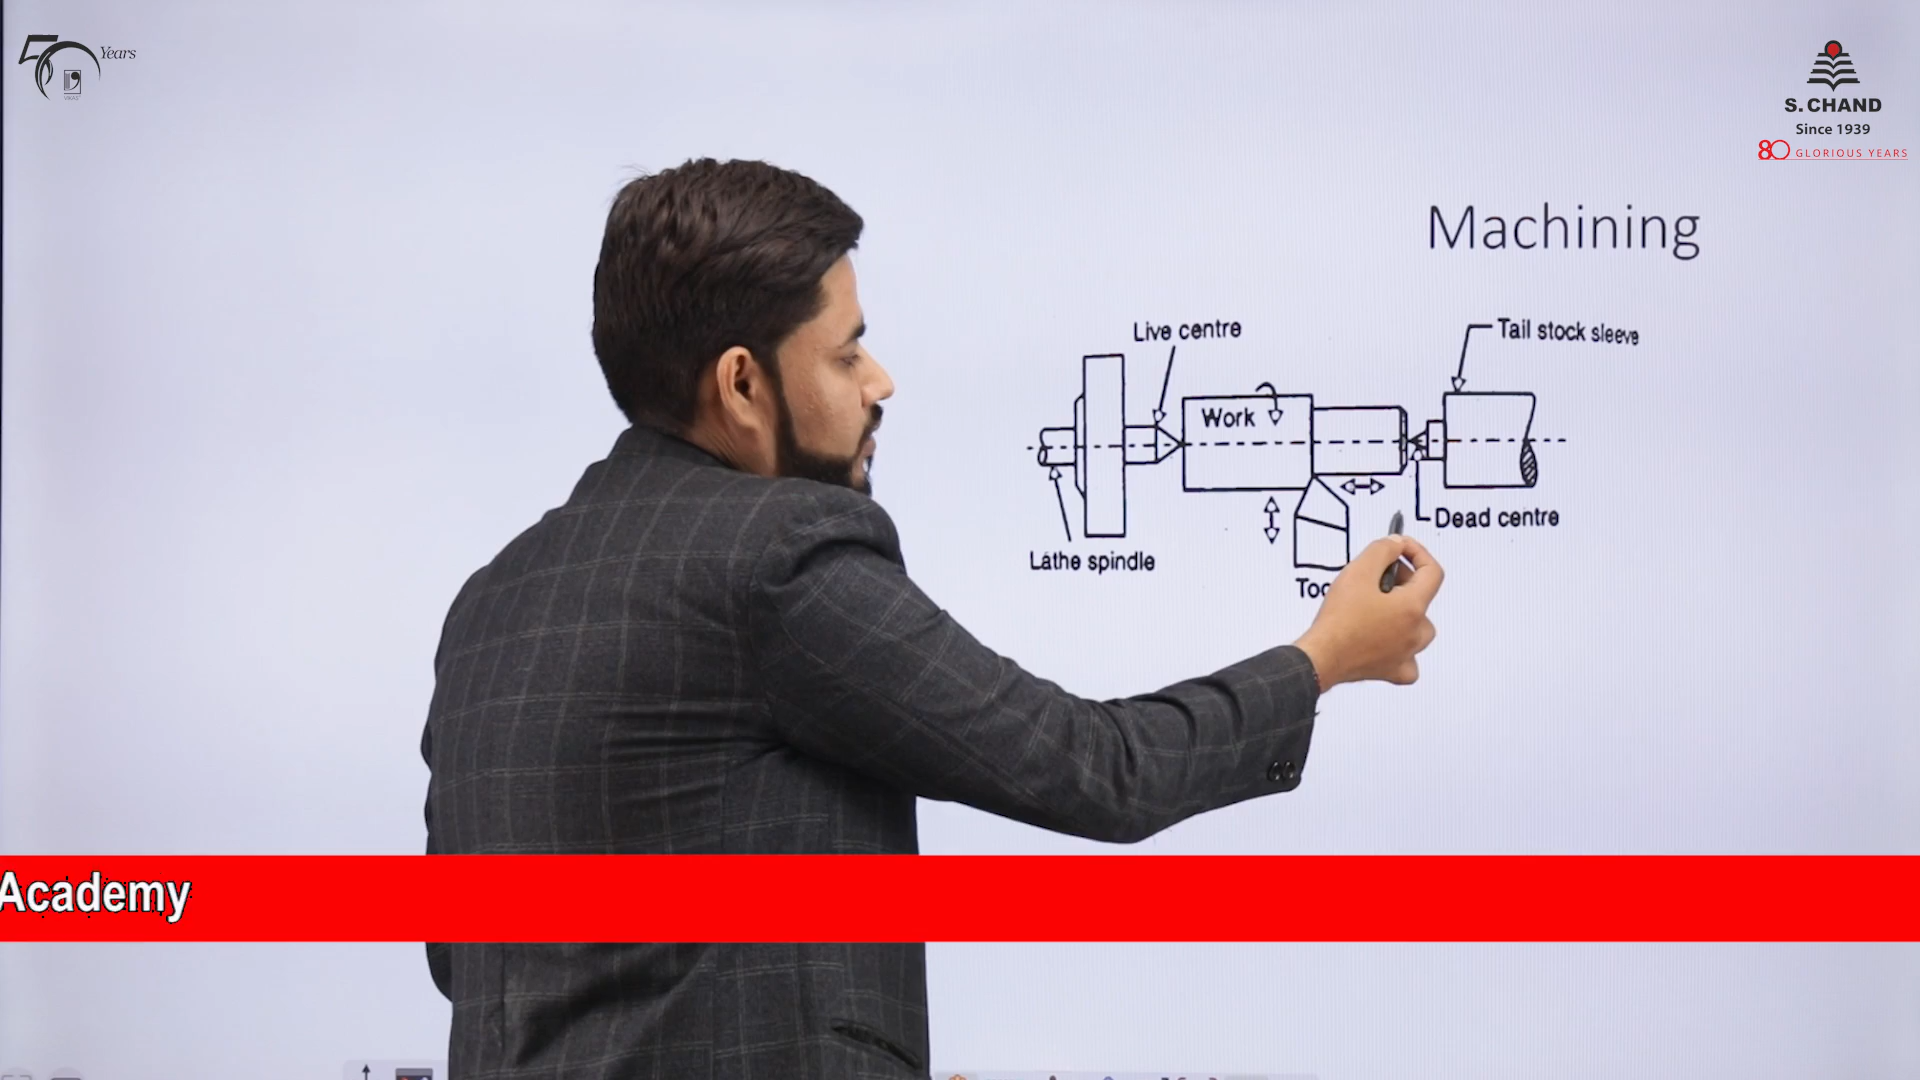 50 Years
S. CHAND
Since 1939
80 GLORIOUS YEARS
Machining
Live centre
Tail stock sleeve
Work
Dead centre
Lathe spindle
Academy